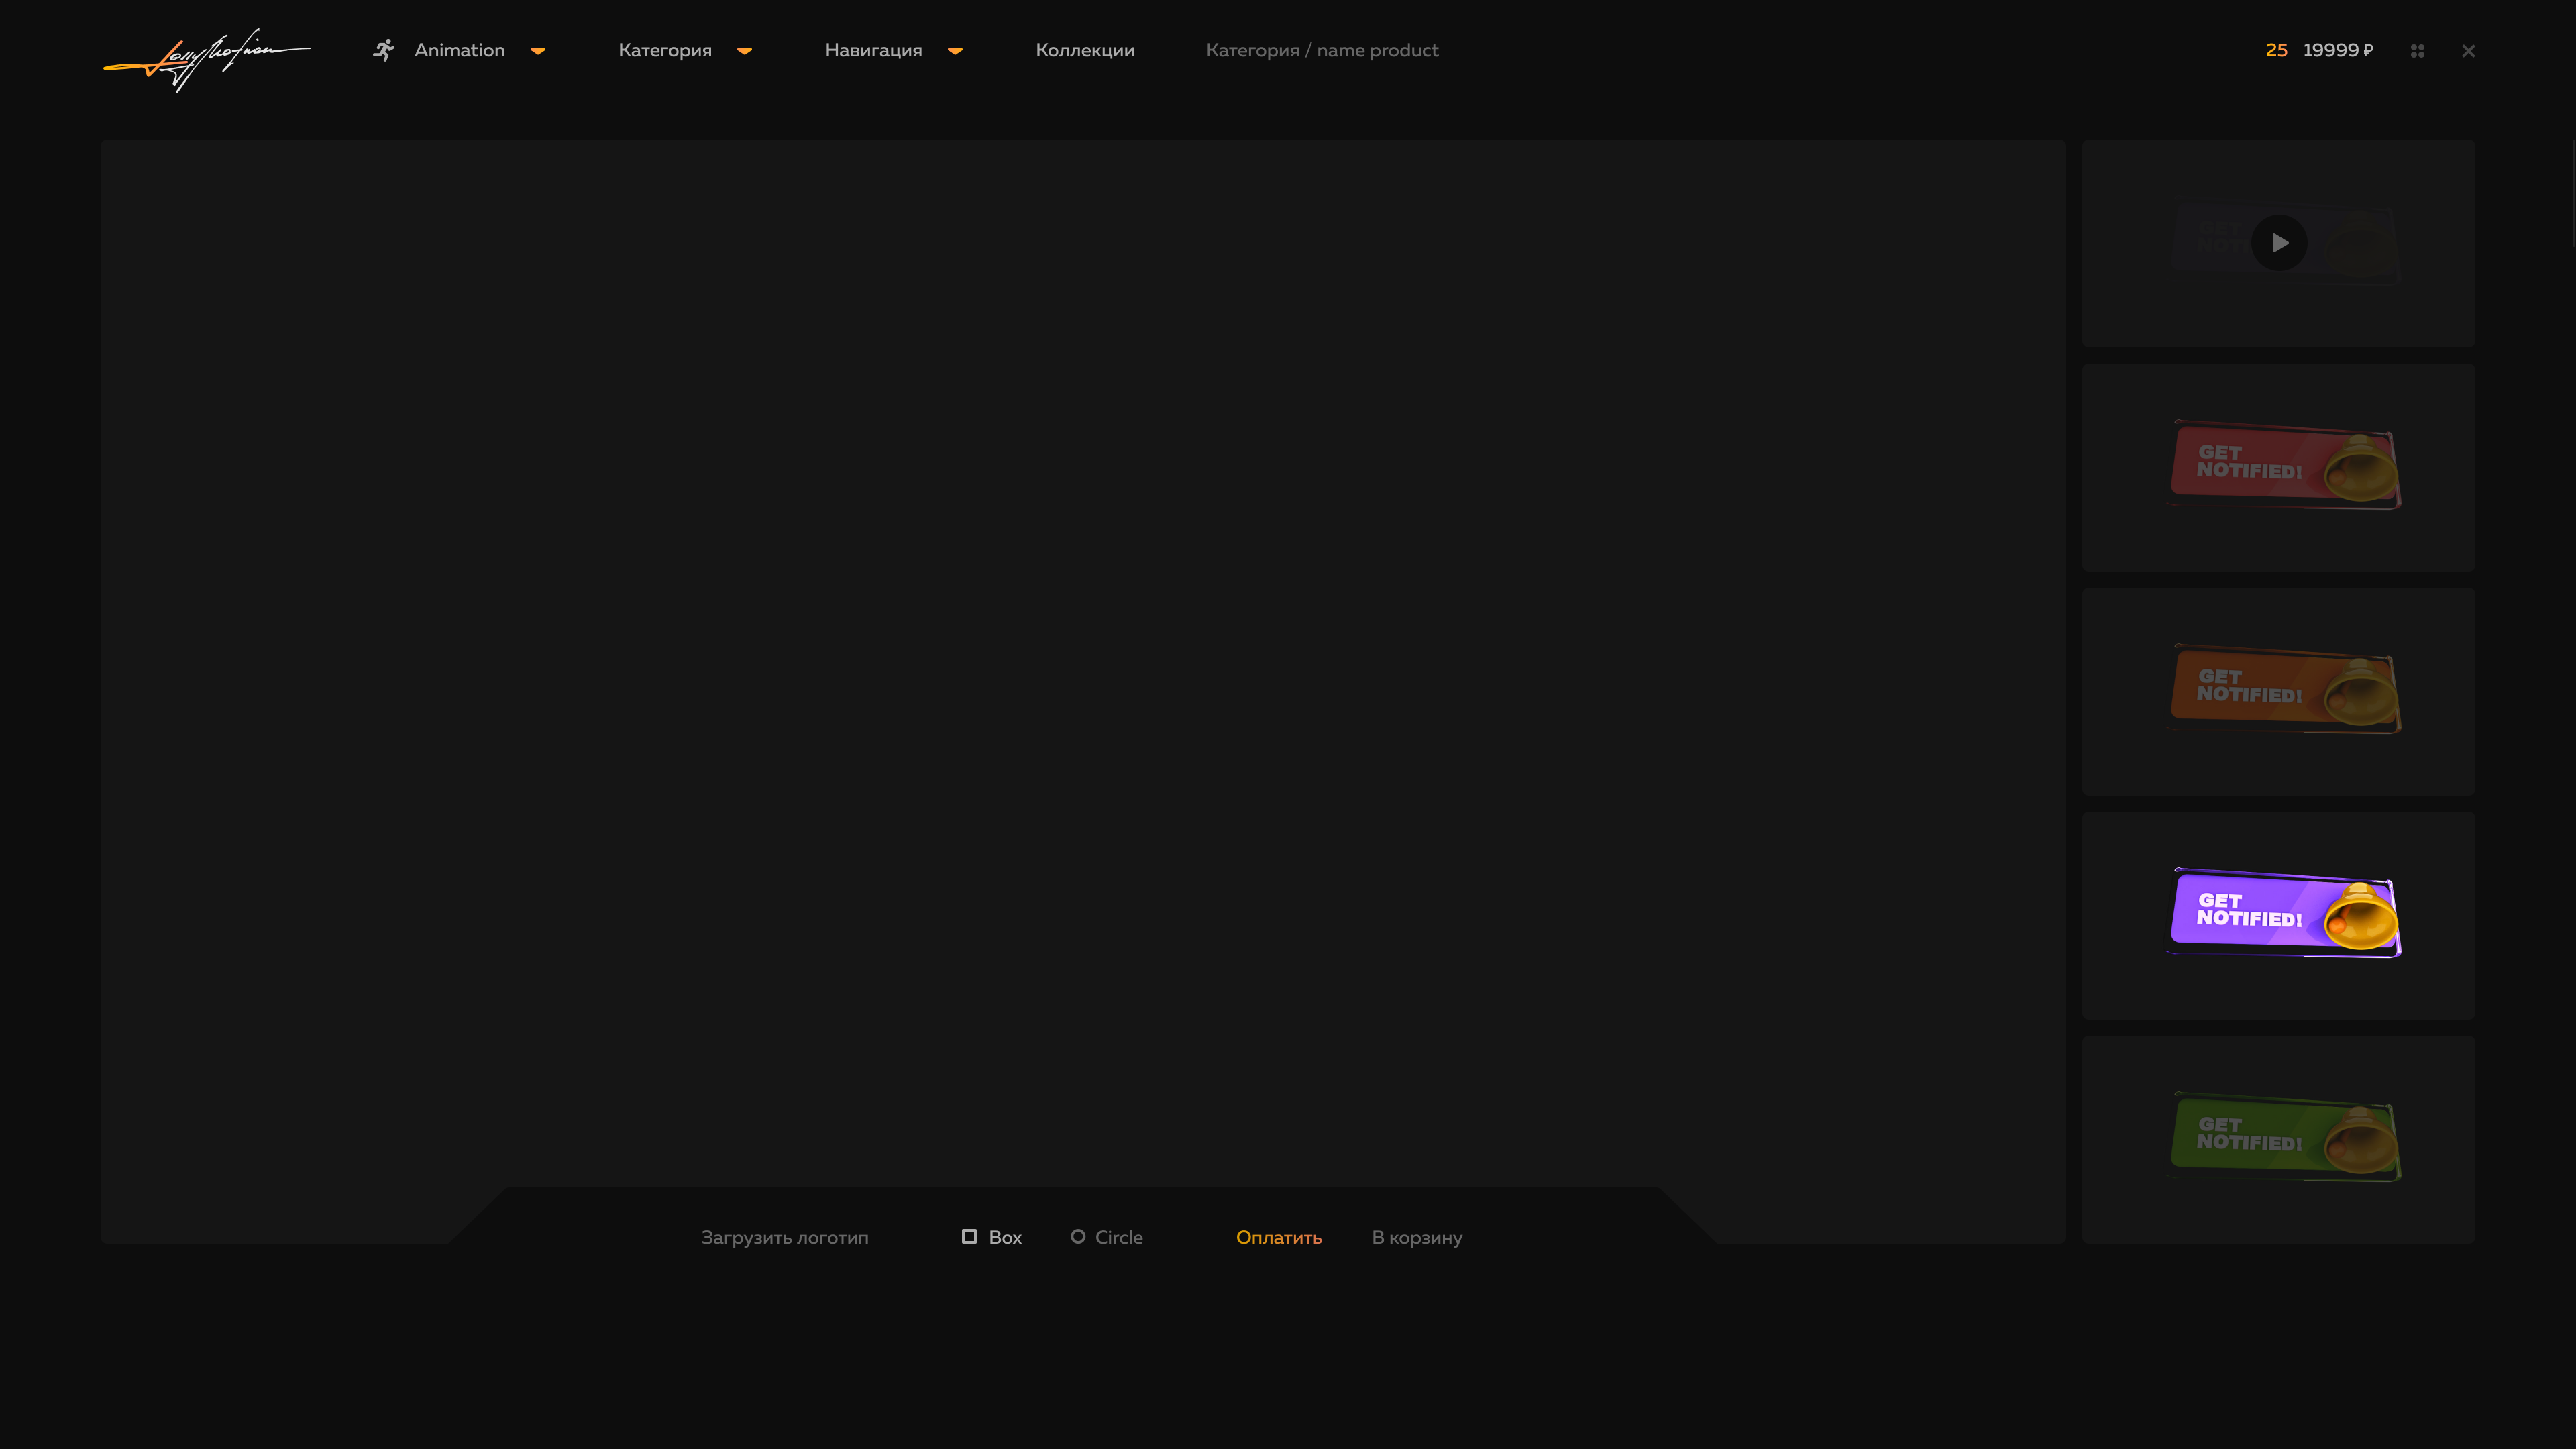 Animation
Категория
Навигация
Коллекции
Категория / name product
25 19999 ₽
GET
NOTIFIED!
GET
NOTIFIED!
GET
NOTIFIED!
GET
NOTIFIED!
Загрузить логотип
Box
Circle
Оплатить
В корзину